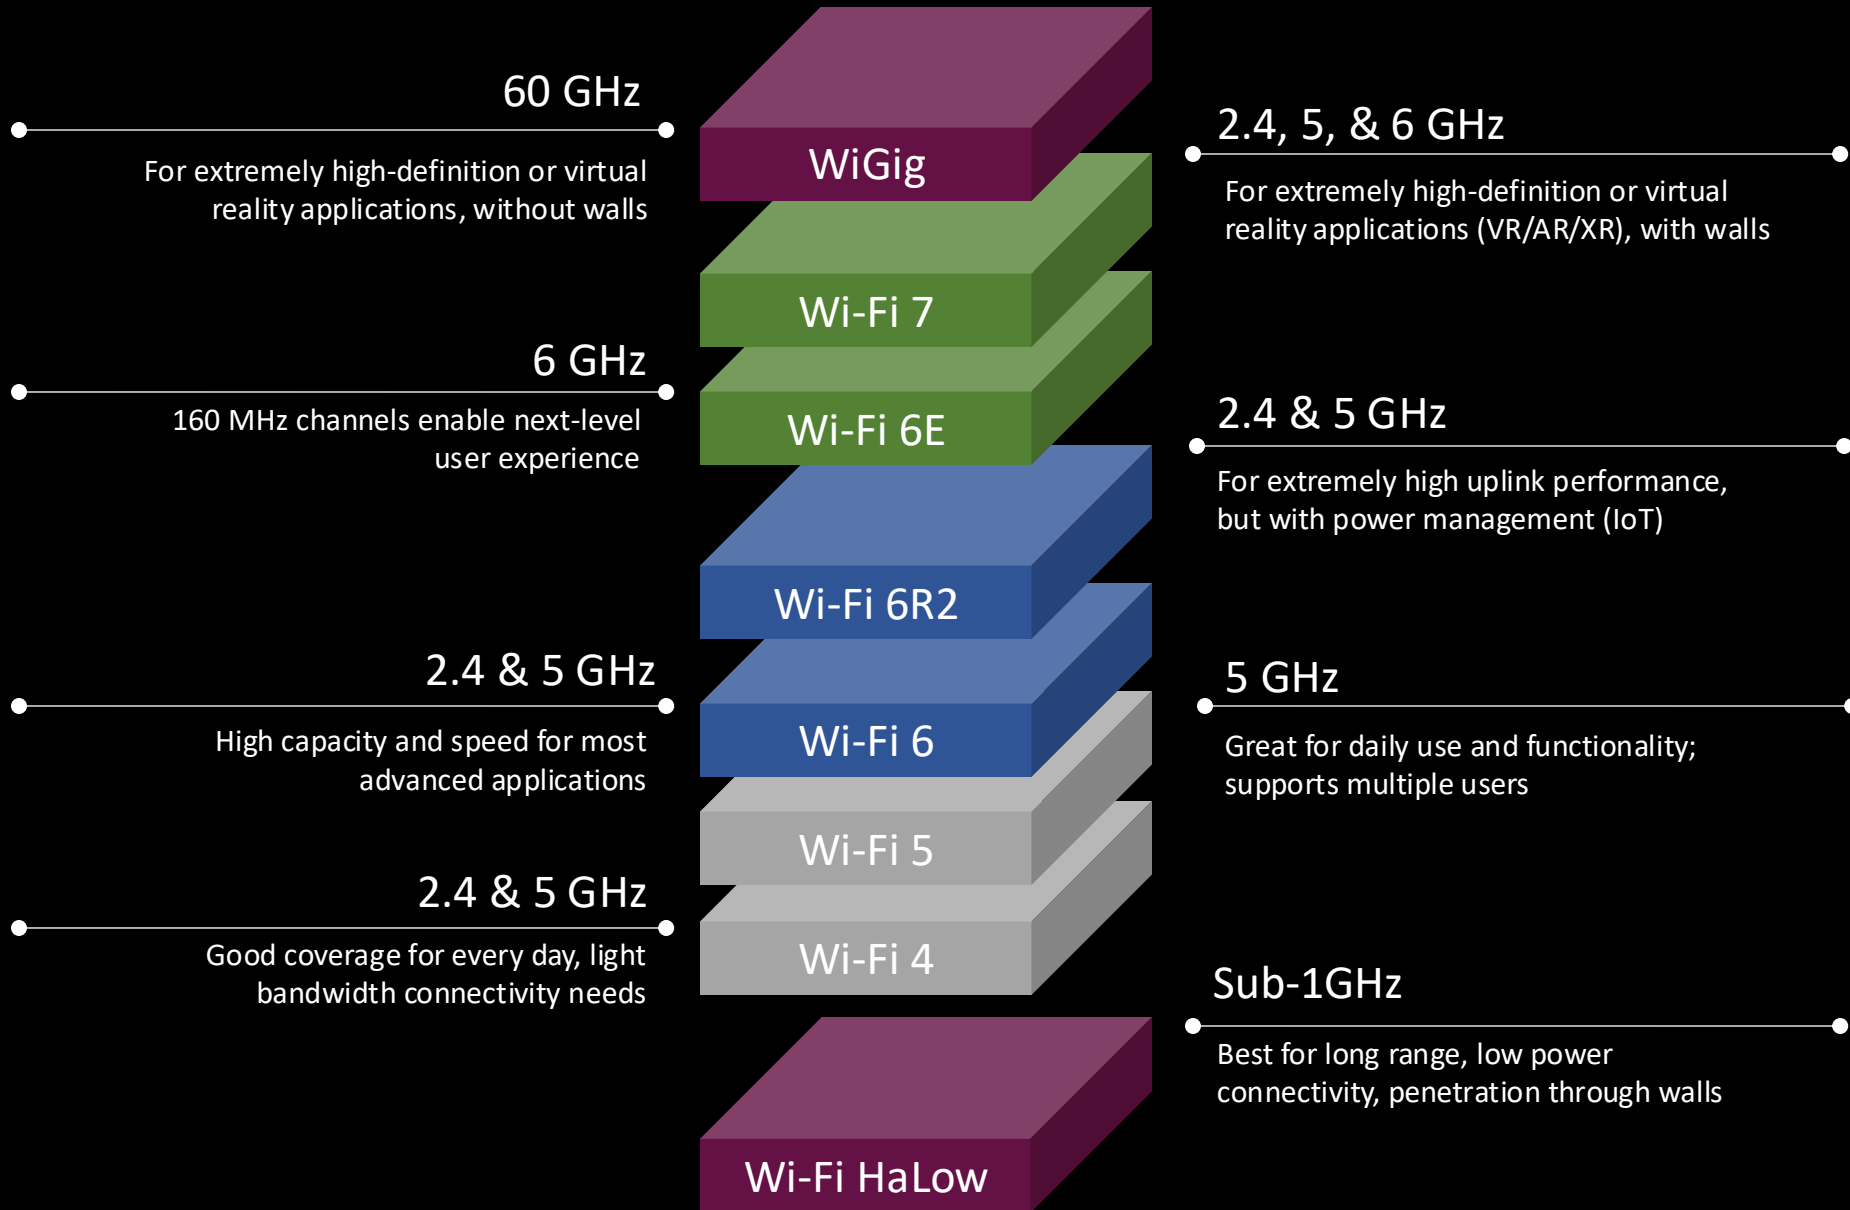 60 GHz
For extremely high-definition or virtual
reality applications, without walls
WiGig
2.4, 5, & 6 GHz
For extremely high-definition or virtual
reality applications (VR/AR/XR), with walls
Wi-Fi 7
6 GHz
160 MHz channels enable next-level
user experience
Wi-Fi 6E
2.4 & 5 GHz
For extremely high uplink performance,
but with power management (IoT)
Wi-Fi 6R2
2.4 & 5 GHz
High capacity and speed for most
advanced applications
Wi-Fi 6
5 GHz
Great for daily use and functionality;
supports multiple users
Wi-Fi 5
2.4 & 5 GHz
Good coverage for every day, light
bandwidth connectivity needs
Wi-Fi 4
Sub-1GHz
Best for long range, low power
connectivity, penetration through walls
Wi-Fi HaLow